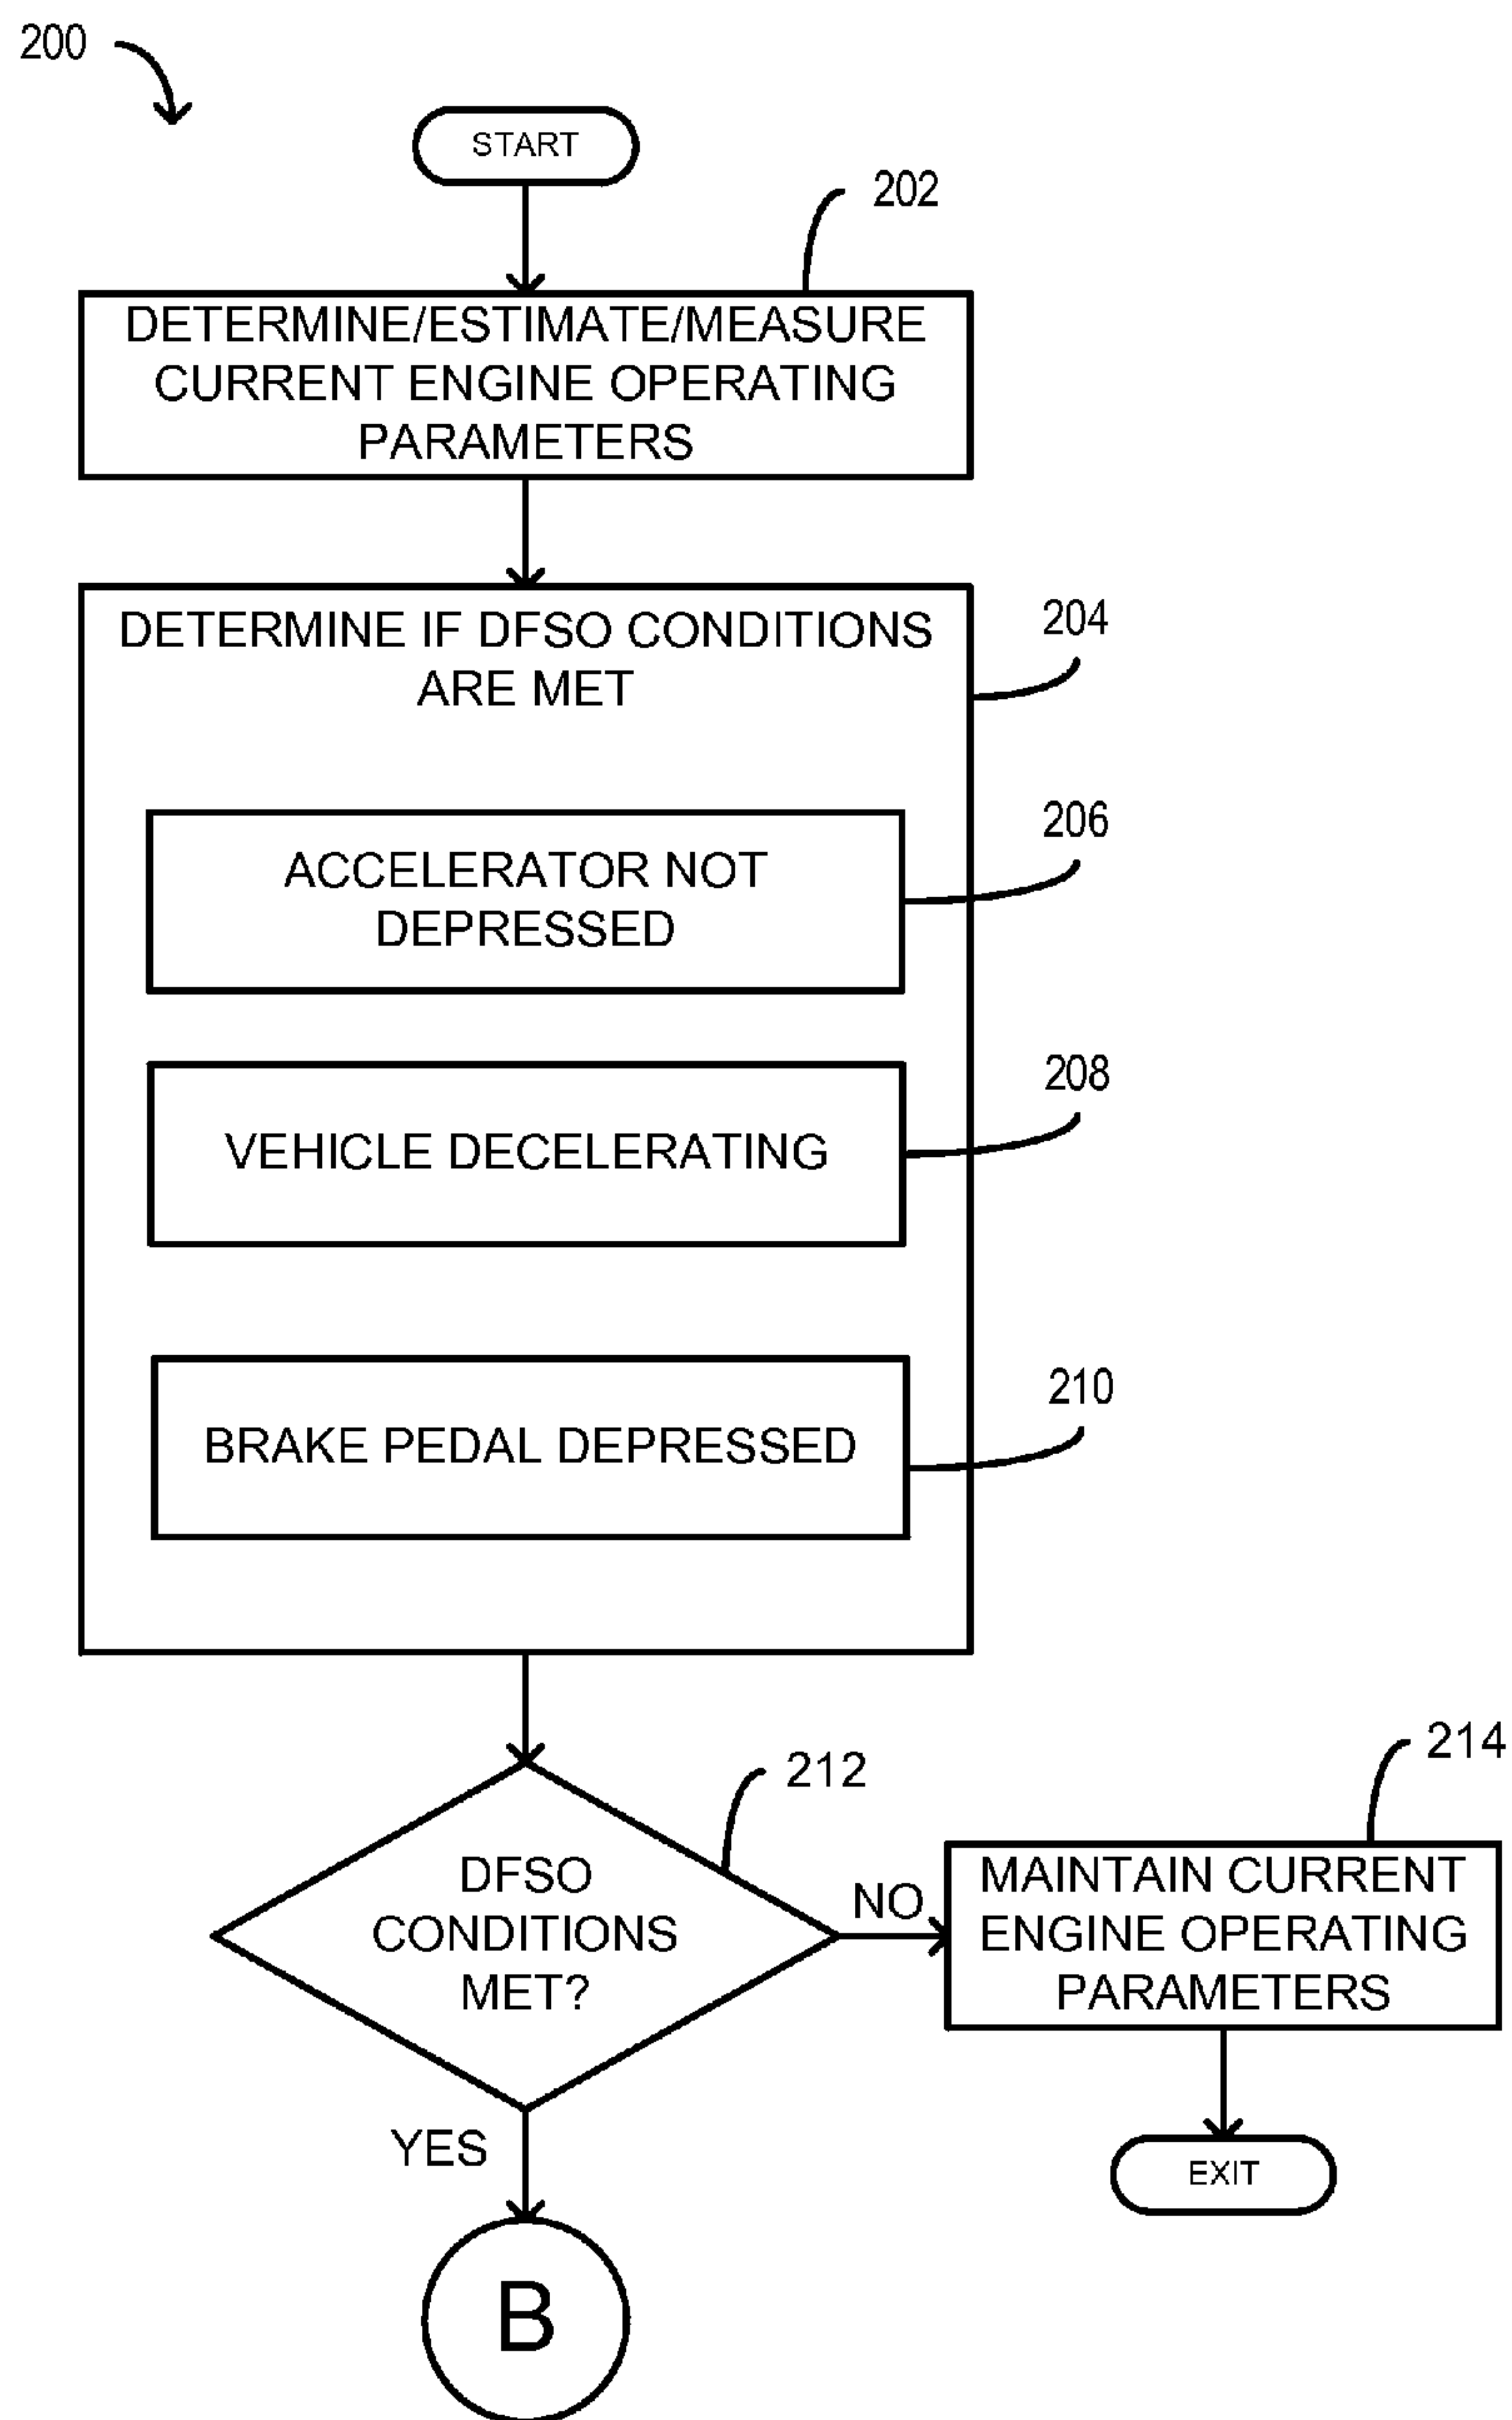 200
START
202
DETERMINE/ESTIMATE/MEASURE
CURRENT ENGINE OPERATING
PARAMETERS
DETERMINE IF DFSO CONDITIONS
ARE MET
204
206
ACCELERATOR NOT
DEPRESSED
208
VEHICLE DECELERATING
210
BRAKE PEDAL DEPRESSED
212
214
DFSO
CONDITIONS
MET?
NO
MAINTAIN CURRENT
ENGINE OPERATING
PARAMETERS
YES
EXIT
B